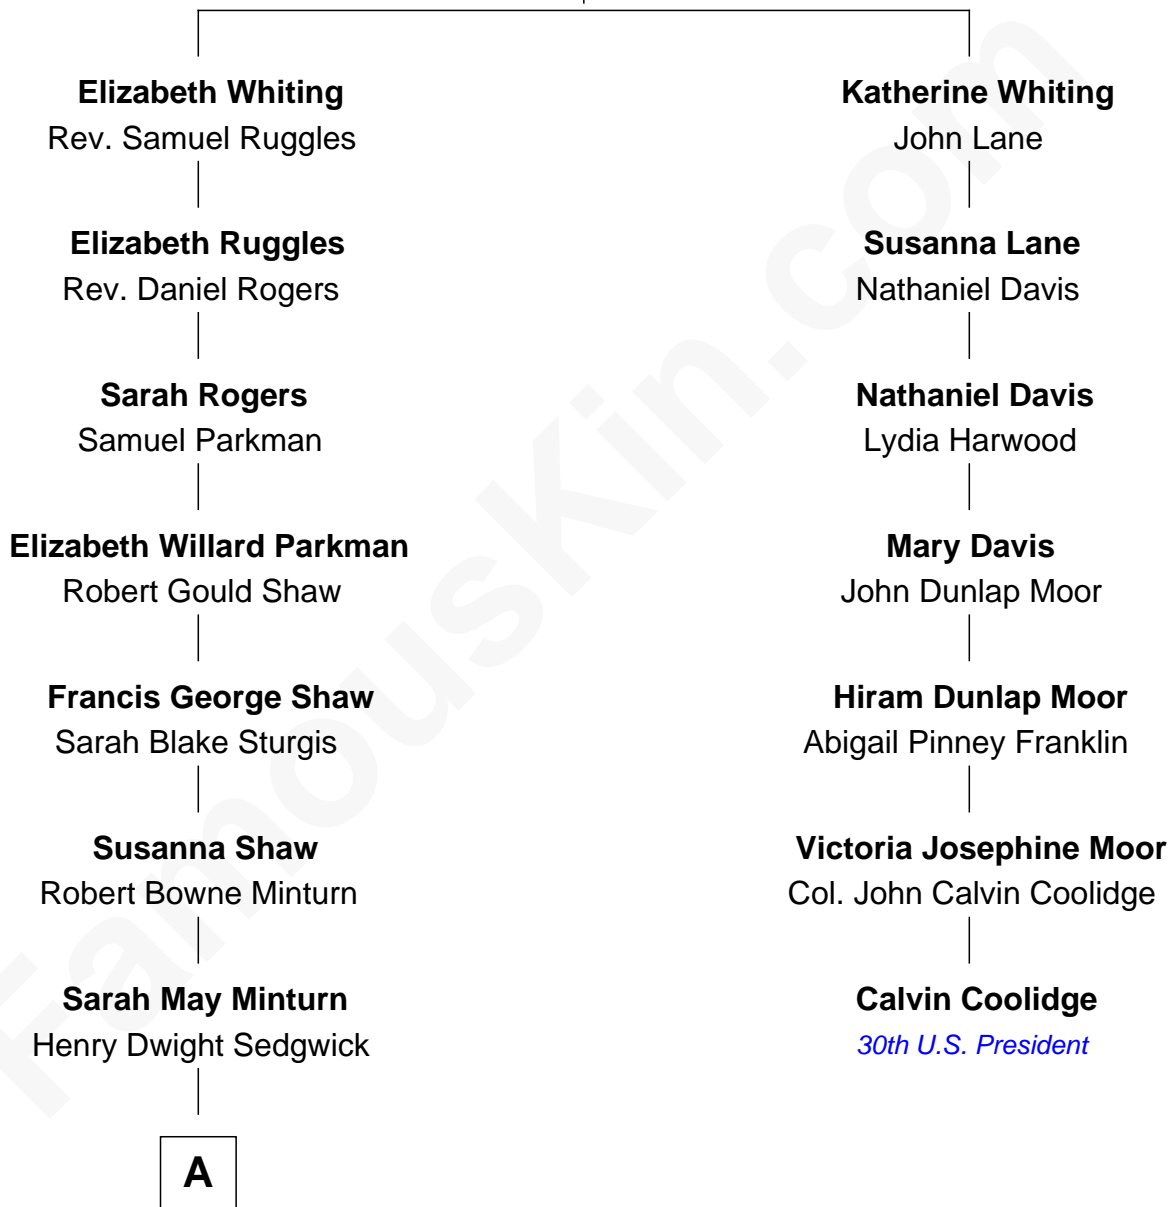 Elizabeth Whiting
Rev. Samuel Ruggles
Katherine Whiting
John Lane
Elizabeth Ruggles
Rev. Daniel Rogers
Susanna Lane
Nathaniel Davis
Sarah Rogers
Samuel Parkman
Nathaniel Davis
Lydia Harwood
Elizabeth Willard Parkman
Robert Gould Shaw
Mary Davis
John Dunlap Moor
Francis George Shaw
Sarah Blake Sturgis
Hiram Dunlap Moor
Abigail Pinney Franklin
Susanna Shaw
Robert Bowne Minturn
Victoria Josephine Moor
Col. John Calvin Coolidge
Sarah May Minturn
Henry Dwight Sedgwick
Calvin Coolidge
30th U.S. President
A
FamousKin.com